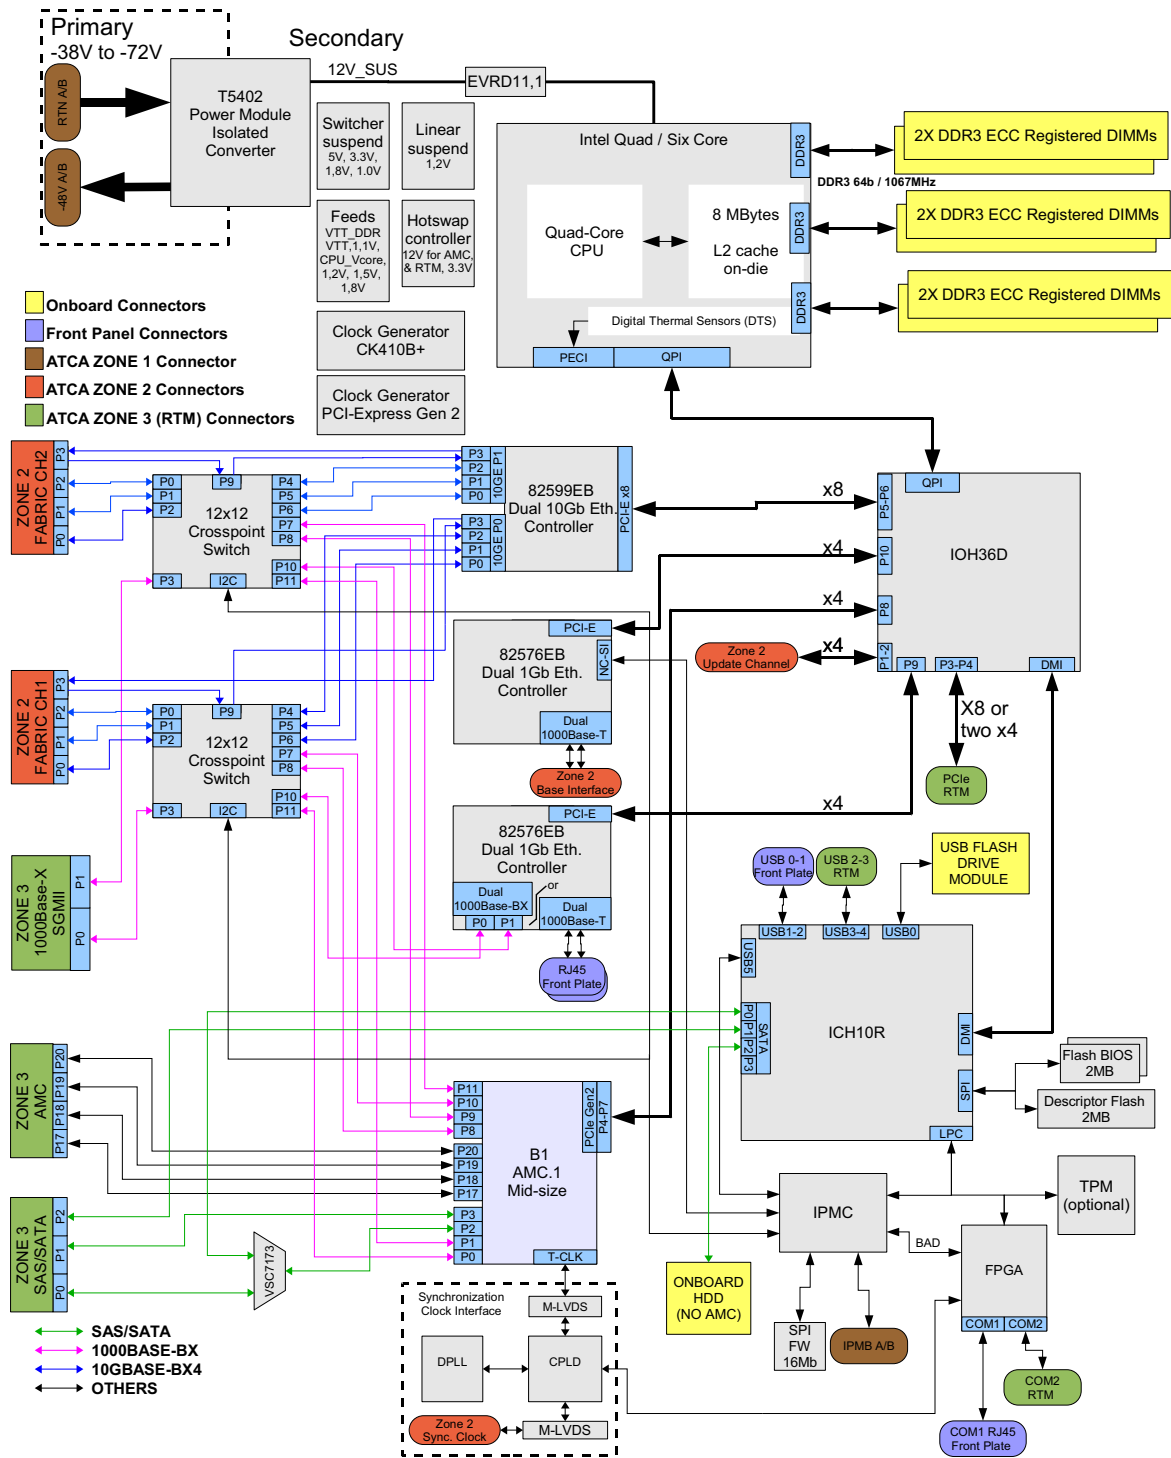 Primary
-38V to -72V
Secondary
RTN A/B
-48V A/B
T5402
Power Module
Isolated
Converter
12V_SUS
EVRD11,1
Switcher
suspend
5V, 3.3V,
1,8V, 1.0V
Linear
suspend
1,2V
Feeds
VTT_DDR
VTT,1,1V,
CPU_Vcore,
1,2V, 1,5V,
1,8V
Hotswap
controller
12V for AMC,
& RTM, 3.3V
Clock Generator
CK410B+
Clock Generator
PCI-Express Gen 2
Intel Quad / Six Core
Quad-Core
CPU
8 MBytes
L2 cache
on-die
Digital Thermal Sensors (DTS)
PECI
QPI
DDR3
DDR3
DDR3
DDR3 64b / 1067MHz
2X DDR3 ECC Registered DIMMs
2X DDR3 ECC Registered DIMMs
2X DDR3 ECC Registered DIMMs
Onboard Connectors
Front Panel Connectors
ATCA ZONE 1 Connector
ATCA ZONE 2 Connectors
ATCA ZONE 3 (RTM) Connectors
ZONE 2
FABRIC CH2
P3
P2
P1
P0
P0
P1
P2
P3
P9
I2C
12x12
Crosspoint
Switch
P4
P5
P6
P7
P8
P10
P11
P3
P2
P1
P0
10GE P1
P3
P2
P1
P0
10GE P0
82599EB
Dual 10Gb Eth.
Controller
PCI-E x8
x8
x4
x4
x4
P5-P6
P10
P8
P1-2
QPI
IOH36D
P9
P3-P4
DMI
Zone 2
Update Channel
PCI-E
NC-SI
82576EB
Dual 1Gb Eth.
Controller
Dual
1000Base-T
Zone 2
Base Interface
X8 or
two x4
PCIe
RTM
x4
ZONE 2
FABRIC CH1
P3
P2
P1
P0
P0
P1
P2
P3
P9
I2C
12x12
Crosspoint
Switch
P4
P5
P6
P7
P8
P10
P11
PCI-E
82576EB
Dual 1Gb Eth.
Controller
or
Dual
1000Base-BX
P0
P1
Dual
1000Base-T
RJ45
Front Plate
ZONE 3
1000Base-X
SGMII
P1
P0
USB 0-1
Front Plate
USB 2-3
RTM
USB FLASH
DRIVE
MODULE
USB1-2
USB3-4
USB0
USB5
P0
P1
P2
P3
SATA
ICH10R
DMI
SPI
LPC
Flash BIOS
2MB
Descriptor Flash
2MB
ZONE 3
AMC
P20
P19
P18
P17
P11
P10
P9
P8
P20
P19
P18
P17
P3
P2
P1
P0
PCIe Gen2
P4-P7
B1
AMC.1
Mid-size
T-CLK
ZONE 3
SAS/SATA
P2
P1
P0
VSC7173
IPMC
BAD
TPM
(optional)
FPGA
COM1
COM2
ONBOARD
HDD
(NO AMC)
SPI
FW
16Mb
IPMB A/B
COM2
RTM
COM1 RJ45
Front Plate
Synchronization
Clock Interface
M-LVDS
DPLL
CPLD
Zone 2
Sync. Clock
M-LVDS
SAS/SATA
1000BASE-BX
10GBASE-BX4
OTHERS